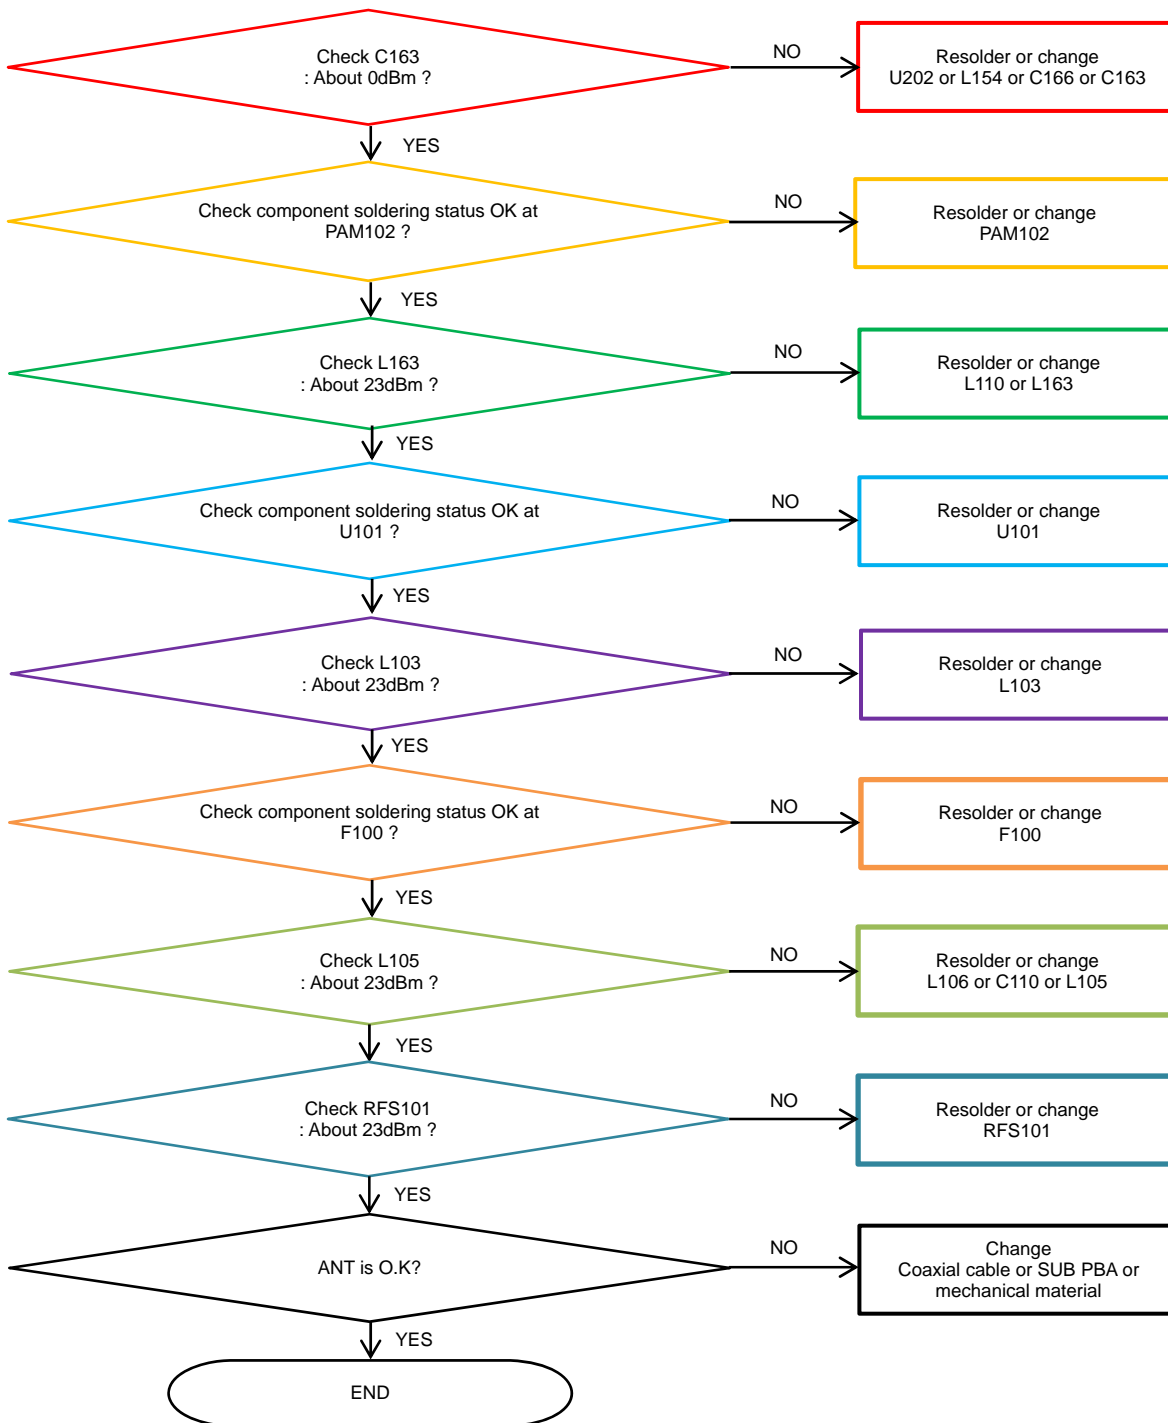 Check C163
: About 0dBm ?
NO
Resolder or change
U202 or L154 or C166 or C163
YES
Check component soldering status OK at
PAM102 ?
NO
Resolder or change
PAM102
YES
Check L163
: About 23dBm ?
NO
Resolder or change
L110 or L163
YES
Check component soldering status OK at
U101 ?
NO
Resolder or change
U101
YES
Check L103
: About 23dBm ?
NO
Resolder or change
L103
YES
Check component soldering status OK at
F100 ?
NO
Resolder or change
F100
YES
Check L105
: About 23dBm ?
NO
Resolder or change
L106 or C110 or L105
YES
Check RFS101
: About 23dBm ?
NO
Resolder or change
RFS101
YES
ANT is O.K?
NO
Change
Coaxial cable or SUB PBA or
mechanical material
YES
END